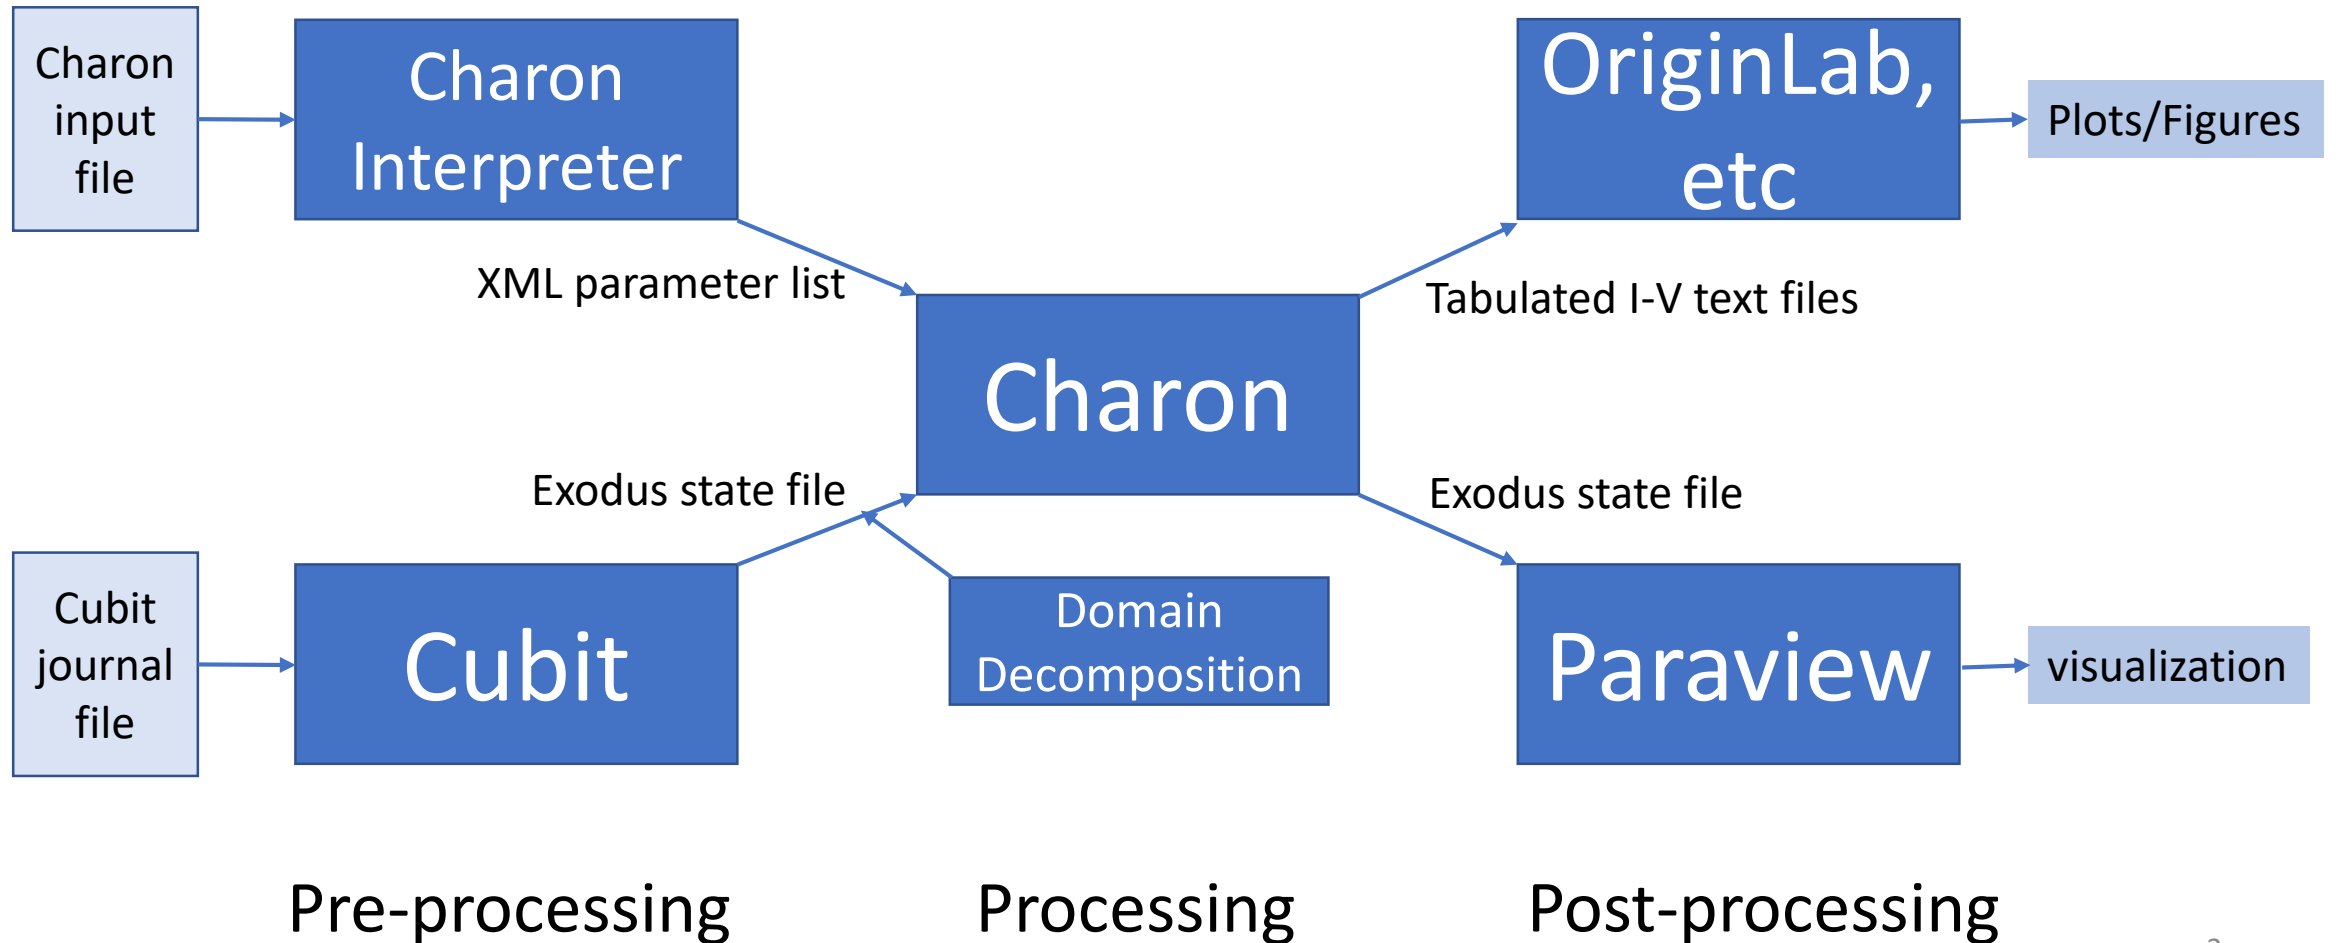 Charon
input
file
Charon
Interpreter
OriginLab,
etc
Plots/Figures
XML parameter list
Tabulated I-V text files
Charon
Exodus state file
Exodus state file
Cubit
journal
file
Cubit
Domain
Decomposition
Paraview
visualization
Pre-processing
Processing
Post-processing